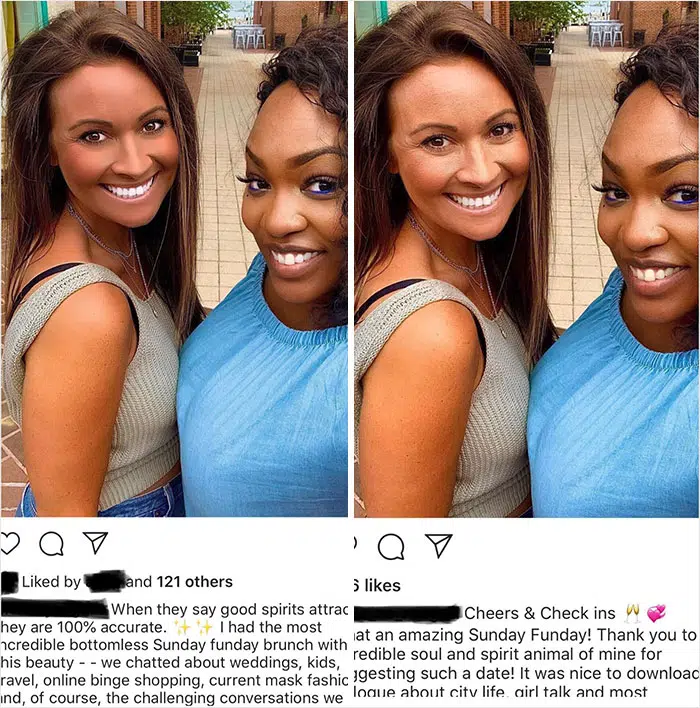 Liked by and 121 others
When they say good spirits attrac
hey are 100% accurate. ✨ ✨ I had the most
ncredible bottomless Sunday funday brunch with
his beauty - - we chatted about weddings, kids,
ravel, online binge shopping, current mask fashic
nd, of course, the challenging conversations we
6 likes
Cheers & Check ins 🥂 💞
at an amazing Sunday Funday! Thank you to
redible soul and spirit animal of mine for
ggesting such a date! It was nice to downloac
logue about city life, girl talk and most